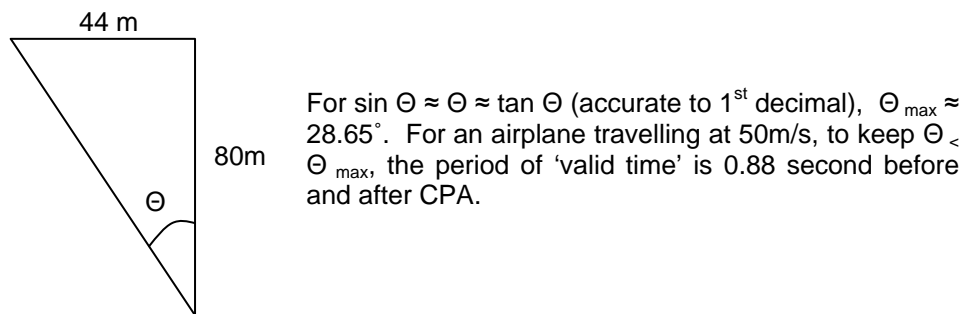 44 m
For sin Θ ≈ Θ ≈ tan Θ (accurate to 1st decimal), Θ max ≈
28.65˚. For an airplane travelling at 50m/s, to keep Θ <
80m
Θ max, the period of ‘valid time’ is 0.88 second before
and after CPA.
Θ